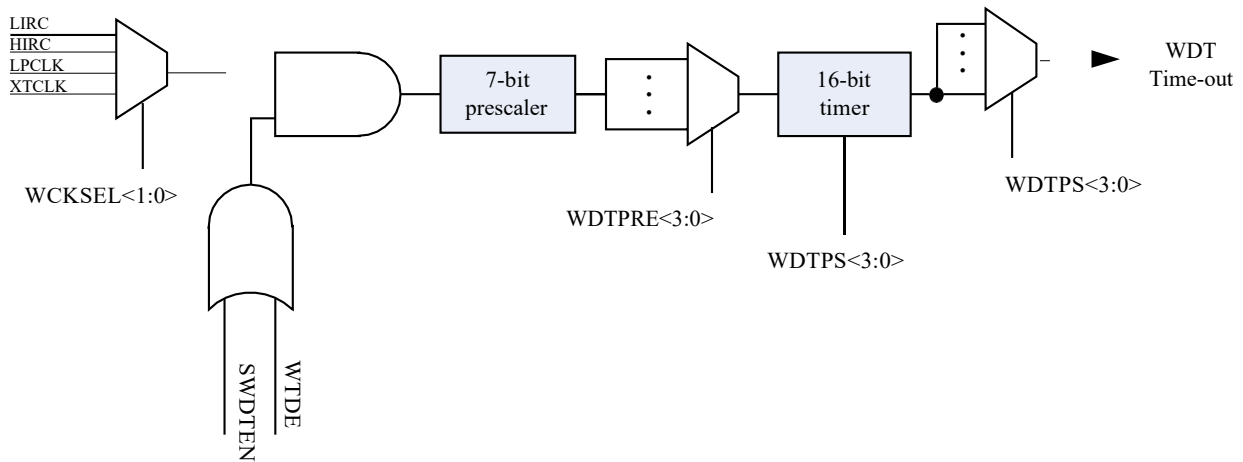 LIRC
HIRC
LPCLK
XTCLK
WCKSEL<1:0>
SWDTEN
WTDE
7-bit
prescaler
WDTPRE<3:0>
16-bit
timer
WDTPS<3:0>
WDTPS<3:0>
WDT
Time-out